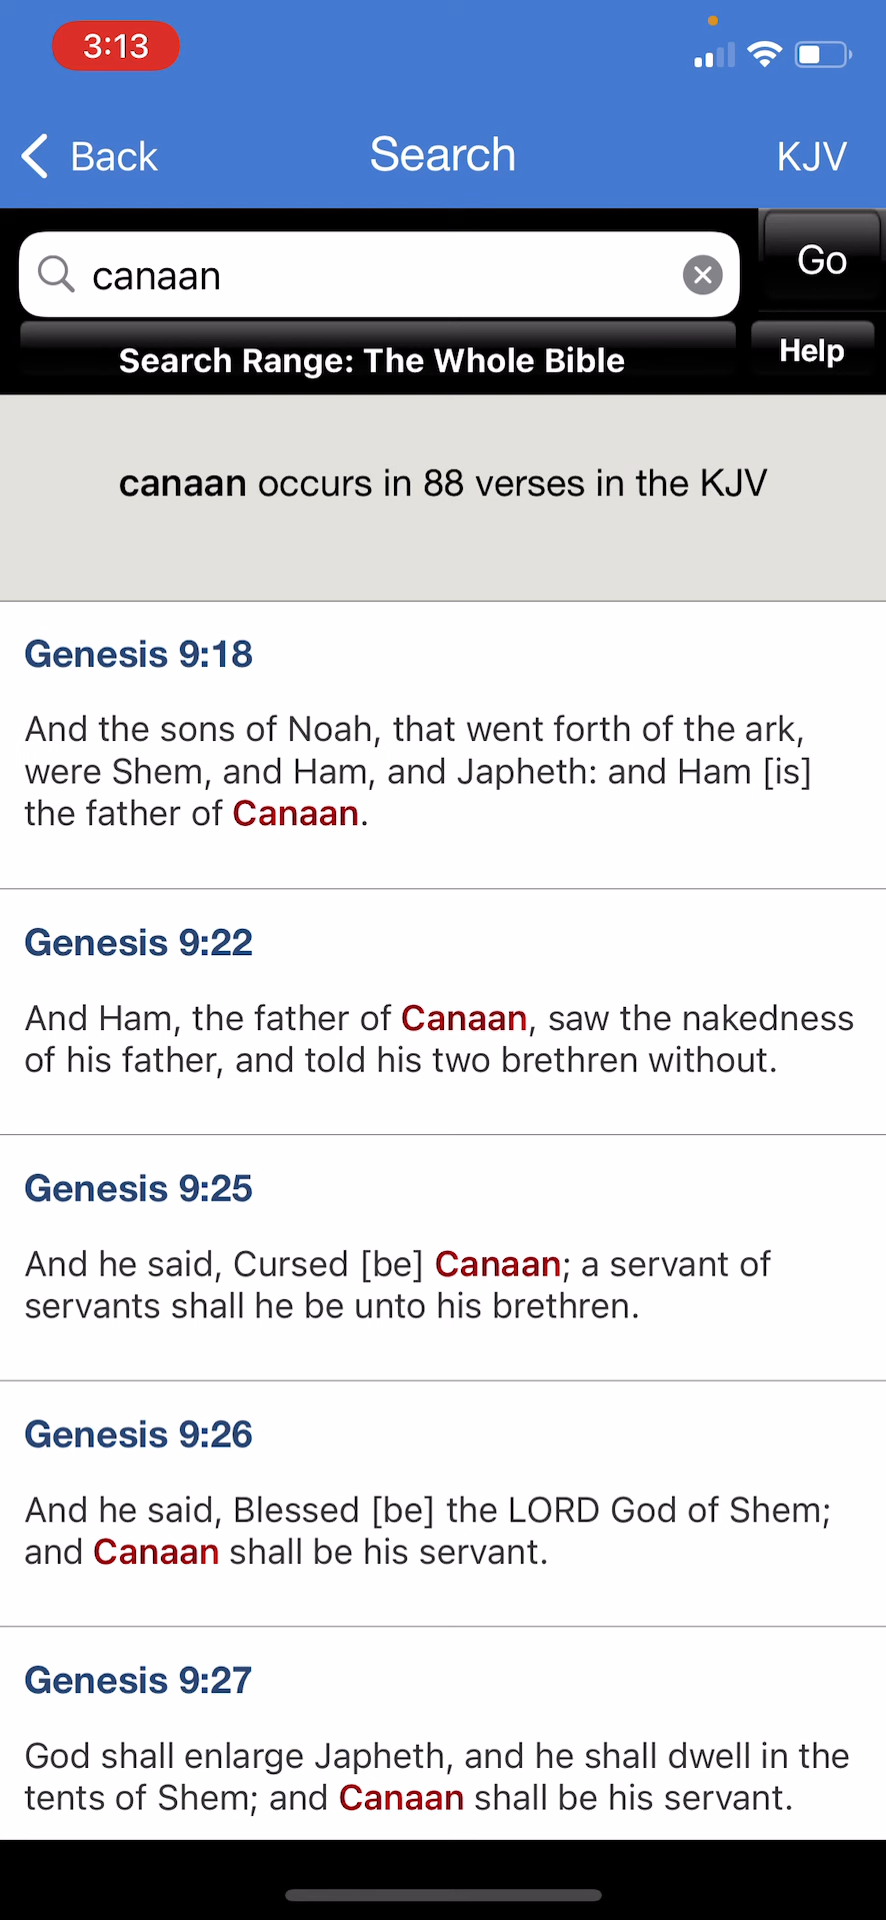 3:13
Back Search KJV
canaan Go
Search Range: The Whole Bible Help
canaan occurs in 88 verses in the KJV
Genesis 9:18
And the sons of Noah, that went forth of the ark,
were Shem, and Ham, and Japheth: and Ham [is]
the father of Canaan.
Genesis 9:22
And Ham, the father of Canaan, saw the nakedness
of his father, and told his two brethren without.
Genesis 9:25
And he said, Cursed [be] Canaan; a servant of
servants shall he be unto his brethren.
Genesis 9:26
And he said, Blessed [be] the LORD God of Shem;
and Canaan shall be his servant.
Genesis 9:27
God shall enlarge Japheth, and he shall dwell in the
tents of Shem; and Canaan shall be his servant.